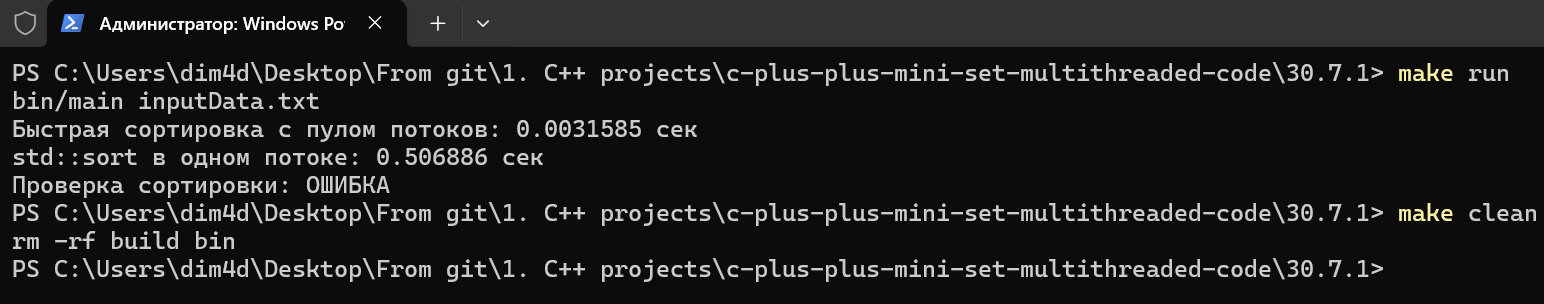 Администратор: Windows Po
PS C:\Users\dim4d\Desktop\From git\1. C++ projects\c-plus-plus-mini-set-multithreaded-code\30.7.1> make run
bin/main inputData.txt
Быстрая сортировка с пулом потоков: 0.0031585 сек
std::sort в одном потоке: 0.506886 сек
Проверка сортировки: ОШИБКА
PS C:\Users\dim4d\Desktop\From git\1. C++ projects\c-plus-plus-mini-set-multithreaded-code\30.7.1> make clean
rm -rf build bin
PS C:\Users\dim4d\Desktop\From git\1. C++ projects\c-plus-plus-mini-set-multithreaded-code\30.7.1>